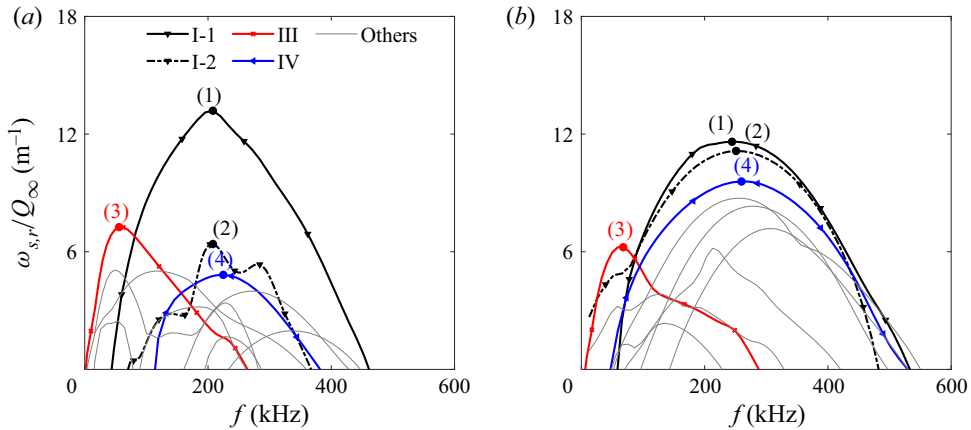 (a)
18
12
6
0
ω_{s,r}/Q_∞ (m⁻¹)
I-1
I-2
III
IV
Others
(1)
(2)
(3)
(4)
200
400
600
f (kHz)
(b)
18
12
6
0
(1)
(2)
(3)
(4)
200
400
600
f (kHz)